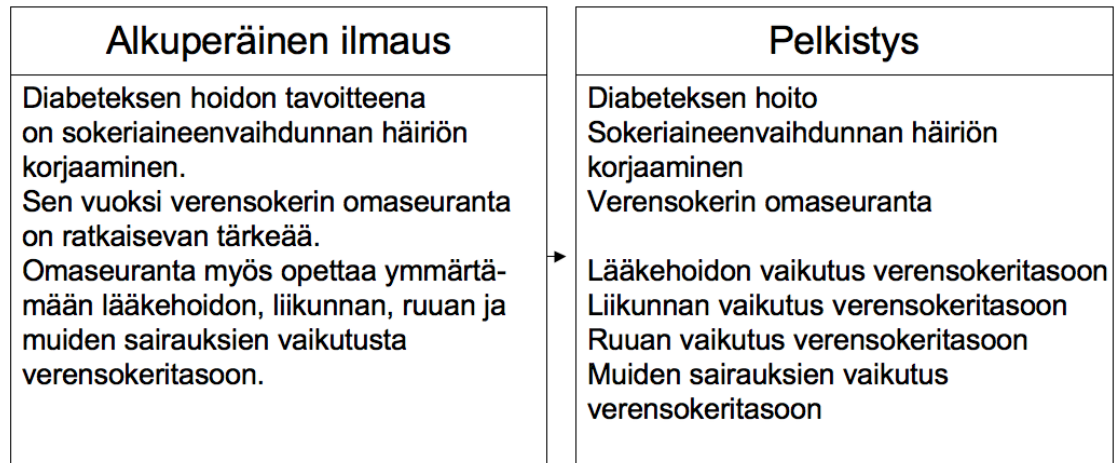 Alkuperäinen ilmaus
Diabeteksen hoidon tavoitteena
on sokeriaineenvaihdunnan häiriön
korjaaminen.
Sen vuoksi verensokerin omaseuranta
on ratkaisevan tärkeää.
Omaseuranta myös opettaa ymmärtä-
mään lääkehoidon, liikunnan, ruuan ja
muiden sairauksien vaikutusta
verensokeritasoon.
Pelkistys
Diabeteksen hoito
Sokeriaineenvaihdunnan häiriön
korjaaminen
Verensokerin omaseuranta
Lääkehoidon vaikutus verensokeritasoon
Liikunnan vaikutus verensokeritasoon
Ruuan vaikutus verensokeritasoon
Muiden sairauksien vaikutus
verensokeritasoon